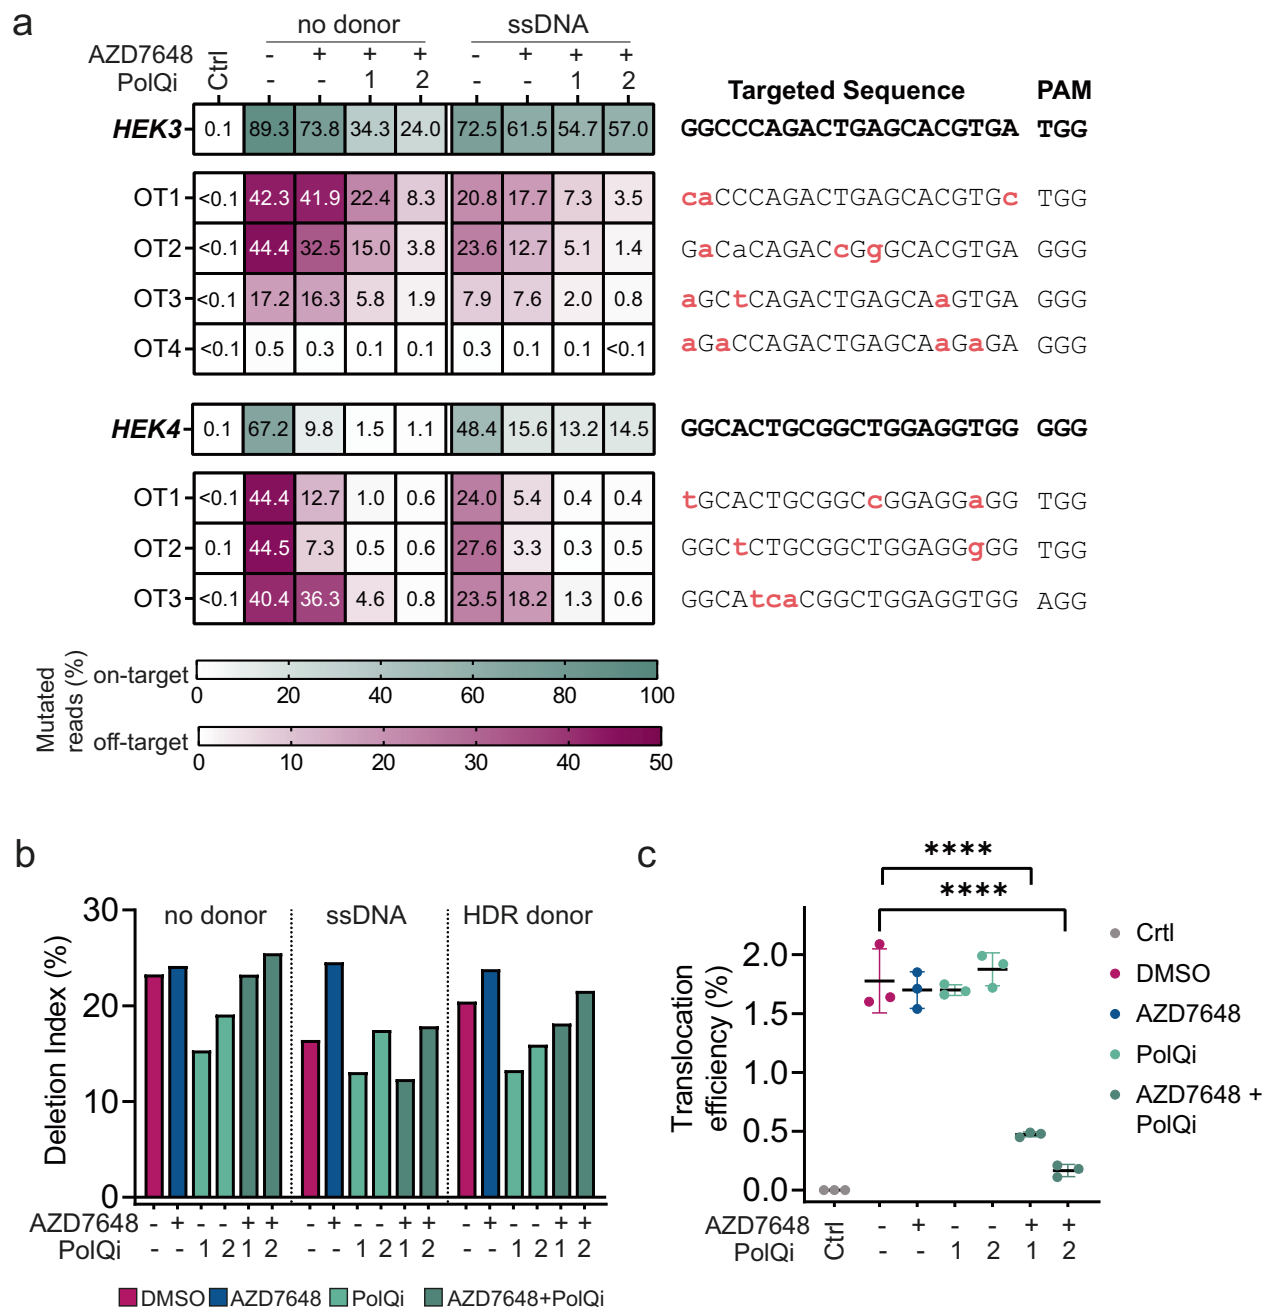 a
no donor ssDNA
AZD7648 - + + + - + + +
PolQi Ctrl - - 1 2 - - 1 2
Targeted Sequence PAM
HEK3 0.1 89.3 73.8 34.3 24.0 72.5 61.5 54.7 57.0 GGCCCAGACTGAGCACGTGA TGG
OT1 <0.1 42.3 41.9 22.4 8.3 20.8 17.7 7.3 3.5 caCCCAGACTGAGCACGTGc TGG
OT2 <0.1 44.4 32.5 15.0 3.8 23.6 12.7 5.1 1.4 GaCaCAGACcGgGCACGTGA GGG
OT3 <0.1 17.2 16.3 5.8 1.9 7.9 7.6 2.0 0.8 aGCtCAGACTGAGCAaGTGA GGG
OT4 <0.1 0.5 0.3 0.1 0.1 0.3 0.1 0.1 <0.1 aGaCCAGACTGAGCAaGaGA GGG
HEK4 0.1 67.2 9.8 1.5 1.1 48.4 15.6 13.2 14.5 GGCACTGCGGCTGGAGGTGG GGG
OT1 <0.1 44.4 12.7 1.0 0.6 24.0 5.4 0.4 0.4 tGCACTGCGGCcGGAGGaGG TGG
OT2 0.1 44.5 7.3 0.5 0.6 27.6 3.3 0.3 0.5 GGCtCTGCGGCTGGAGGgGG TGG
OT3 <0.1 40.4 36.3 4.6 0.8 23.5 18.2 1.3 0.6 GGCAtcaCGGCTGGAGGTGG AGG
Mutated reads (%)
on-target
0 20 40 60 80 100
off-target
0 10 20 30 40 50
b
Deletion Index (%)
30
20
10
0
no donor ssDNA HDR donor
AZD7648 - + - - + + - + - - + + - + - - + +
PolQi - - 1 2 1 2 - - 1 2 1 2 - - 1 2 1 2
DMSO AZD7648 PolQi AZD7648+PolQi
c
****
****
Translocation efficiency (%)
2.0
1.5
1.0
0.5
0.0
AZD7648 - + - - + +
PolQi Ctrl - - 1 2 1 2
Crtl
DMSO
AZD7648
PolQi
AZD7648 +
PolQi